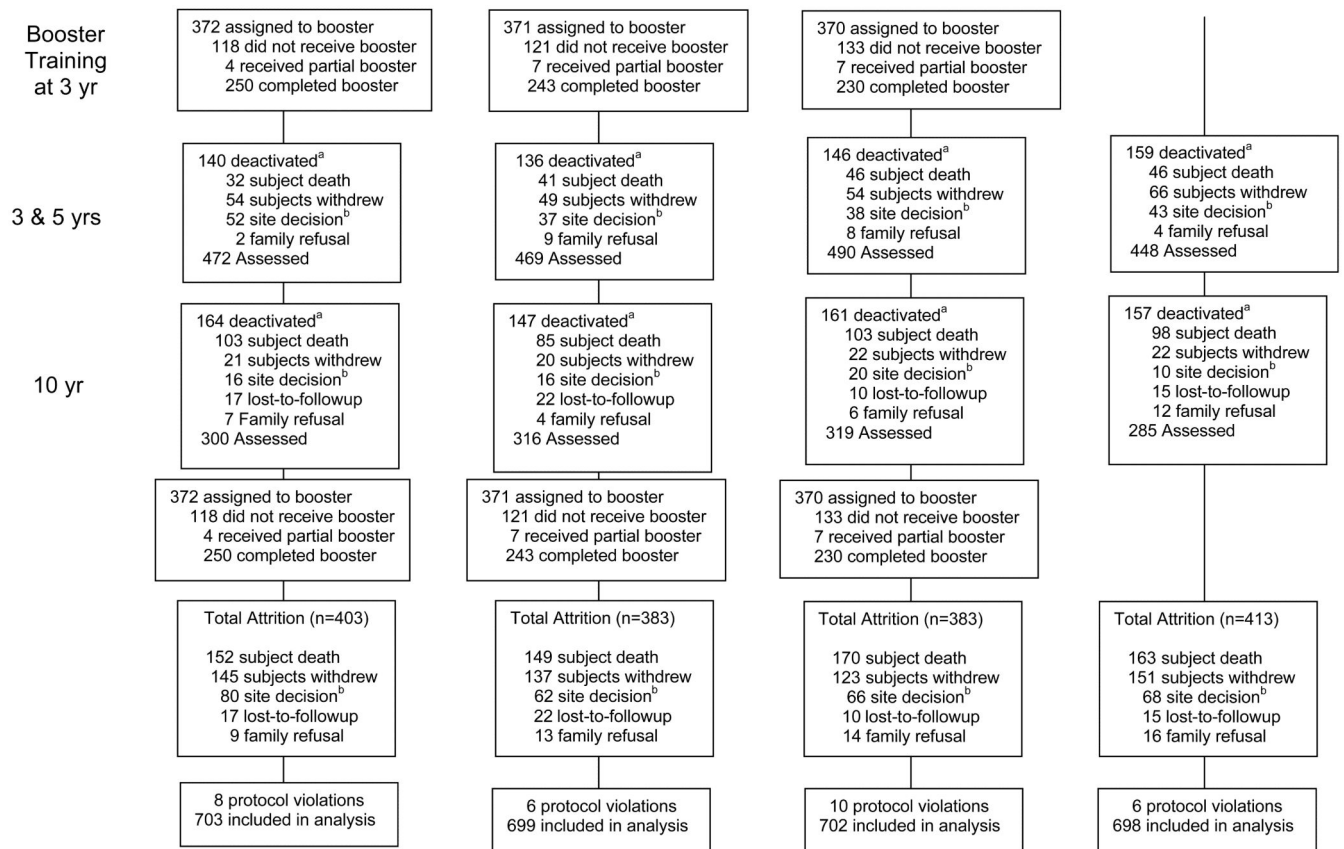 Booster
Training
at 3 yr
372 assigned to booster
118 did not receive booster
4 received partial booster
250 completed booster
371 assigned to booster
121 did not receive booster
7 received partial booster
243 completed booster
370 assigned to booster
133 did not receive booster
7 received partial booster
230 completed booster
3 & 5 yrs
140 deactivatedᵃ
32 subject death
54 subjects withdrew
52 site decisionᵇ
2 family refusal
472 Assessed
136 deactivatedᵃ
41 subject death
49 subjects withdrew
37 site decisionᵇ
9 family refusal
469 Assessed
146 deactivatedᵃ
46 subject death
54 subjects withdrew
38 site decisionᵇ
8 family refusal
490 Assessed
159 deactivatedᵃ
46 subject death
66 subjects withdrew
43 site decisionᵇ
4 family refusal
448 Assessed
10 yr
164 deactivatedᵃ
103 subject death
21 subjects withdrew
16 site decisionᵇ
17 lost-to-followup
7 Family refusal
300 Assessed
147 deactivatedᵃ
85 subject death
20 subjects withdrew
16 site decisionᵇ
22 lost-to-followup
4 family refusal
316 Assessed
161 deactivatedᵃ
103 subject death
22 subjects withdrew
20 site decisionᵇ
10 lost-to-followup
6 family refusal
319 Assessed
157 deactivatedᵃ
98 subject death
22 subjects withdrew
10 site decisionᵇ
15 lost-to-followup
12 family refusal
285 Assessed
372 assigned to booster
118 did not receive booster
4 received partial booster
250 completed booster
371 assigned to booster
121 did not receive booster
7 received partial booster
243 completed booster
370 assigned to booster
133 did not receive booster
7 received partial booster
230 completed booster
Total Attrition (n=403)
152 subject death
145 subjects withdrew
80 site decisionᵇ
17 lost-to-followup
9 family refusal
Total Attrition (n=383)
149 subject death
137 subjects withdrew
62 site decisionᵇ
22 lost-to-followup
13 family refusal
Total Attrition (n=383)
170 subject death
123 subjects withdrew
66 site decisionᵇ
10 lost-to-followup
14 family refusal
Total Attrition (n=413)
163 subject death
151 subjects withdrew
68 site decisionᵇ
15 lost-to-followup
16 family refusal
8 protocol violations
703 included in analysis
6 protocol violations
699 included in analysis
10 protocol violations
702 included in analysis
6 protocol violations
698 included in analysis